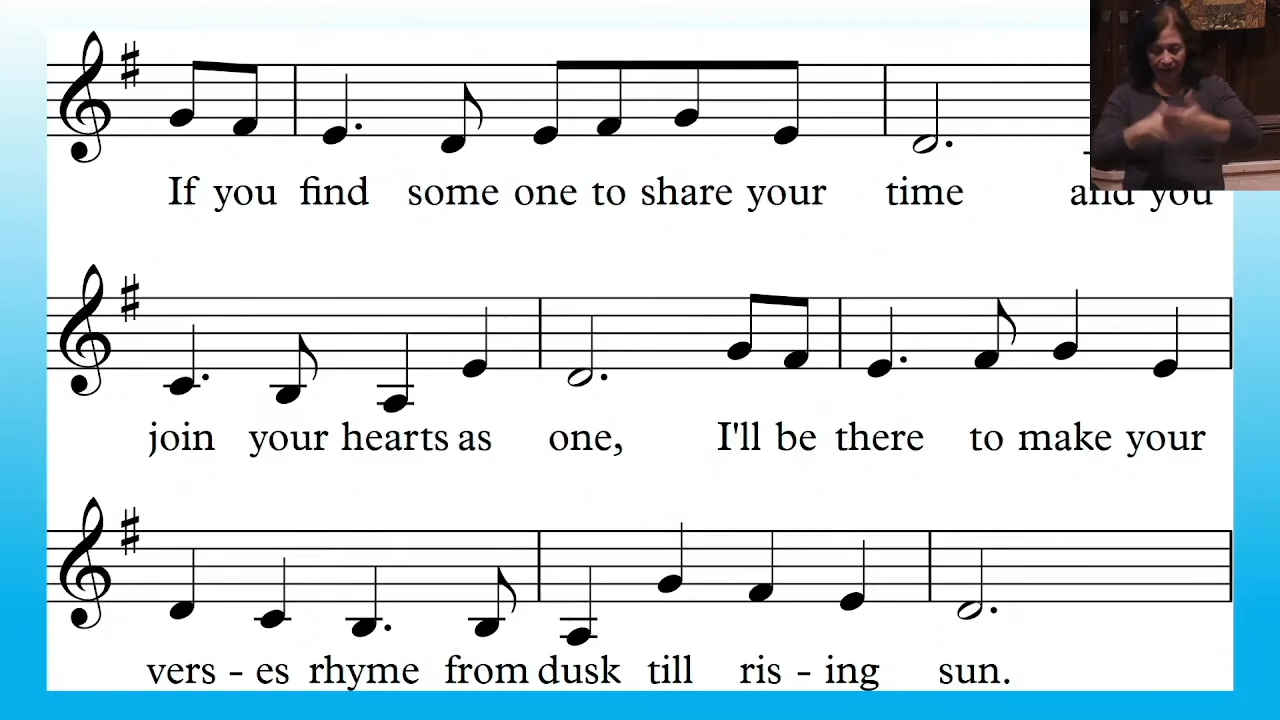 If you find some one to share your time and you
join your hearts as one, I'll be there to make your
vers - es rhyme from dusk till ris - ing sun.